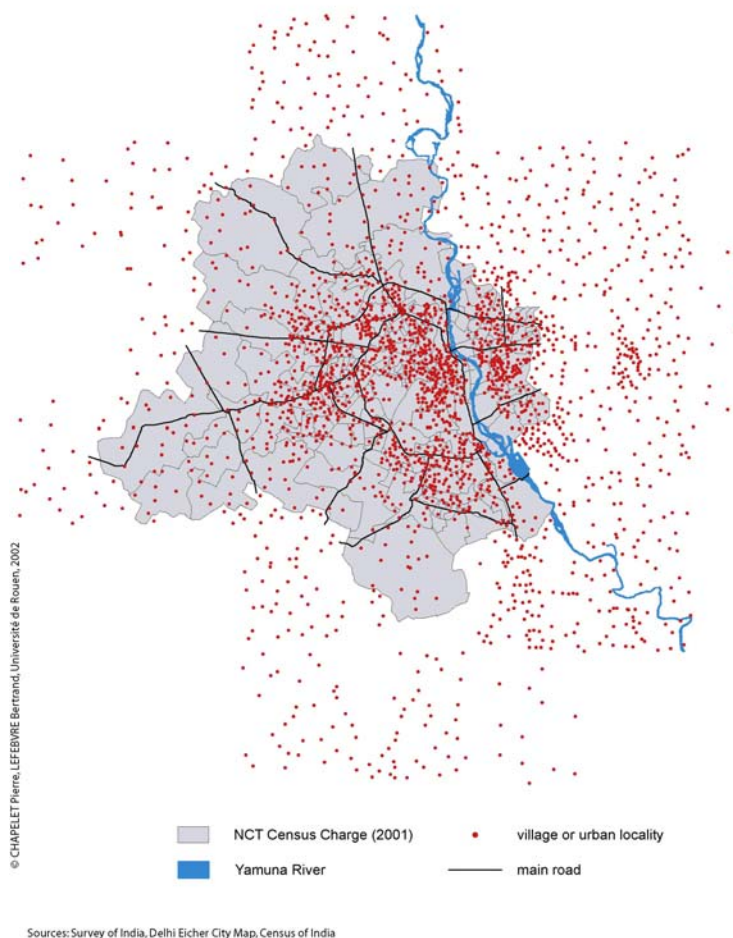 © CHAPELET Pierre, LEFEBVRE Bertrand, Université de Rouen, 2002
NCT Census Charge (2001)
village or urban locality
Yamuna River
main road
Sources: Survey of India, Delhi Eicher City Map, Census of India